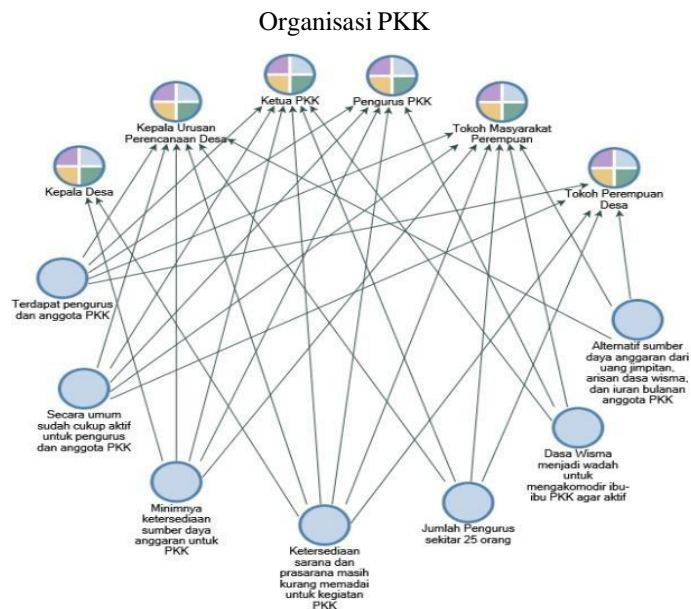 Organisasi PKK
Ketua PKK
Pengurus PKK
Kepala Urusan
Perencanaan Desa
Tokoh Masyarakat
Perempuan
Kepala Desa
Tokoh Perempuan
Desa
Terdapat pengurus
dan anggota PKK
Alternatif sumber
daya anggaran dari
uang jimpitan,
arisan dasa wisma,
dan iuran bulanan
anggota PKK
Secara umum
sudah cukup aktif
untuk pengurus
dan anggota PKK
Dasa Wisma
menjadi wadah
untuk
mengakomodir ibu-
ibu PKK agar aktif
Minimnya
ketersediaan
sumber daya
anggaran untuk
PKK
Jumlah Pengurus
sekitar 25 orang
Ketersediaan
sarana dan
prasarana masih
kurang memadai
untuk kegiatan
PKK